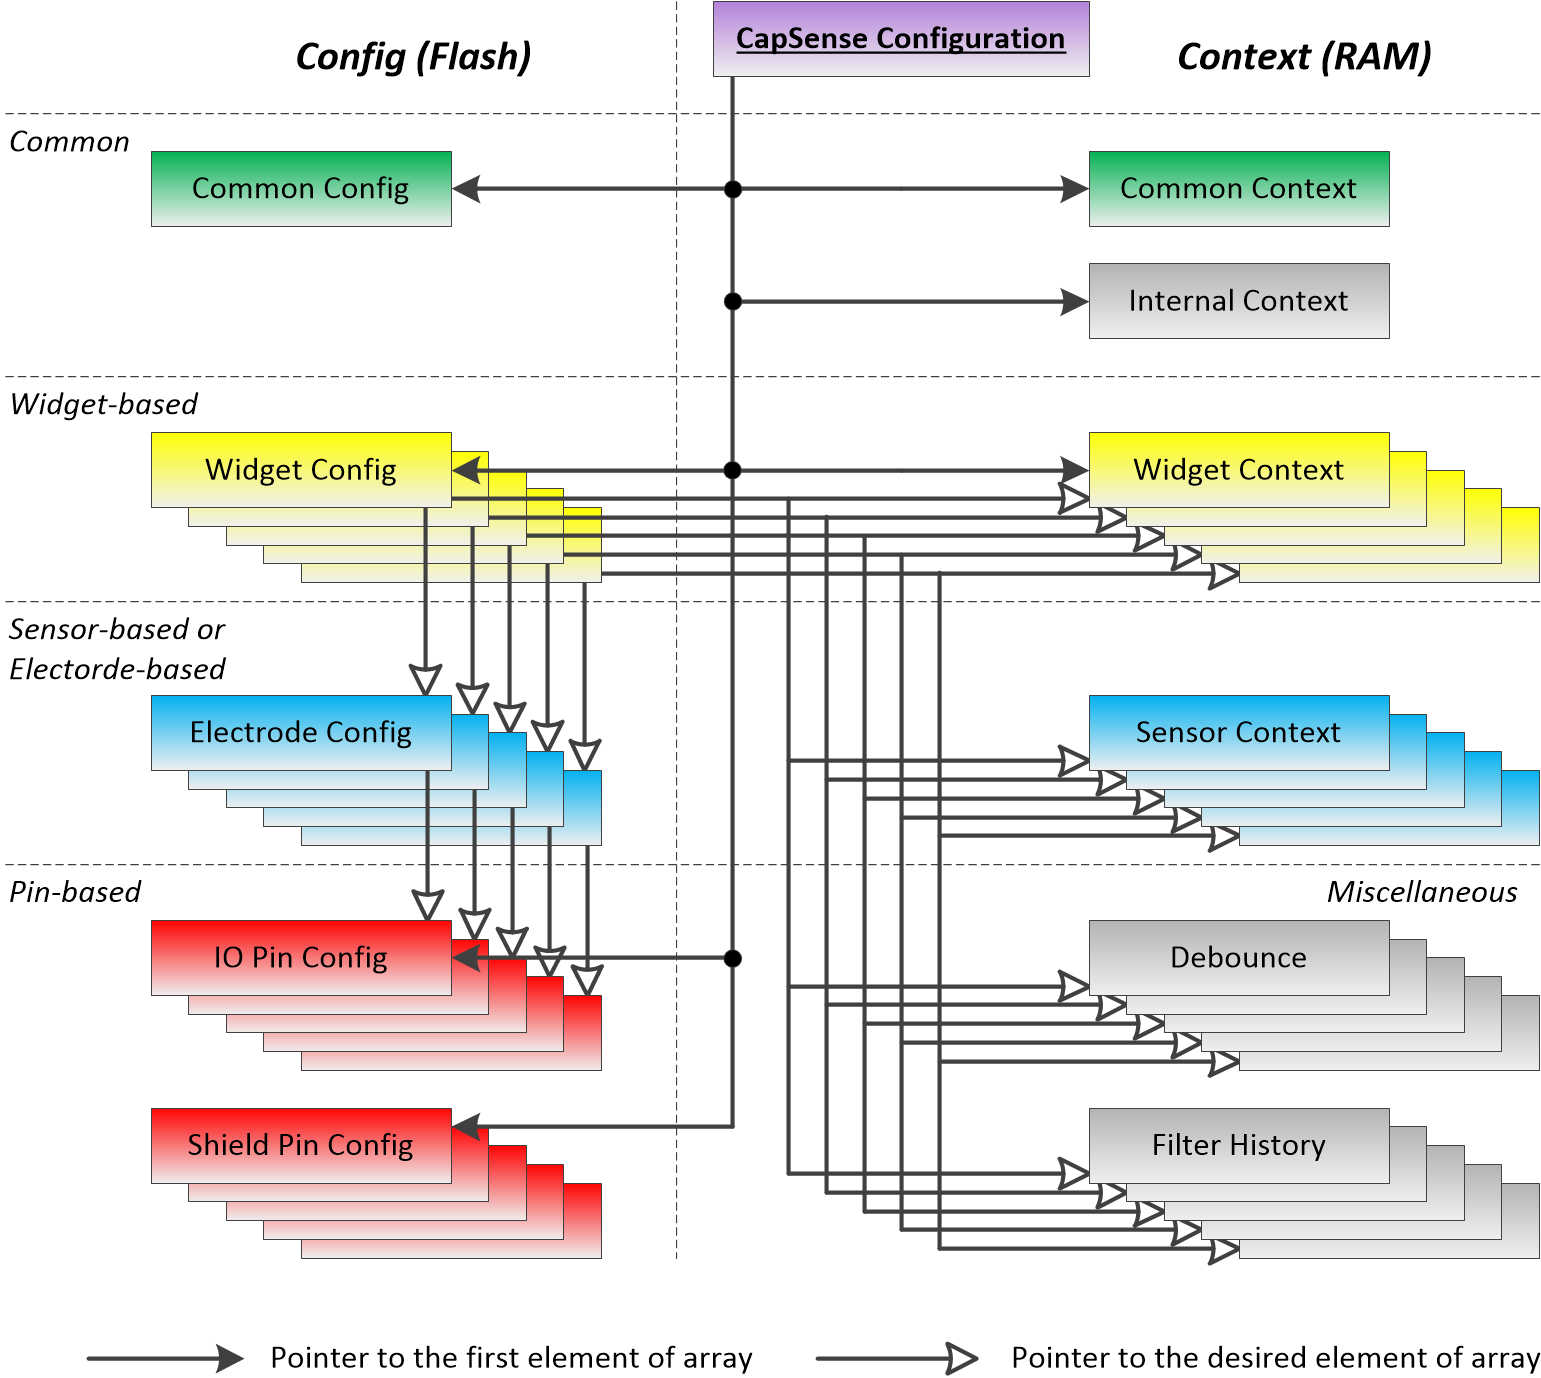 CapSense Configuration
Config (Flash)
Context (RAM)
Common
Common Config
Common Context
Internal Context
Widget-based
Widget Config
Widget Context
Sensor-based or
Electorde-based
Electrode Config
Sensor Context
Pin-based
Miscellaneous
IO Pin Config
Debounce
Shield Pin Config
Filter History
Pointer to the first element of array
Pointer to the desired element of array